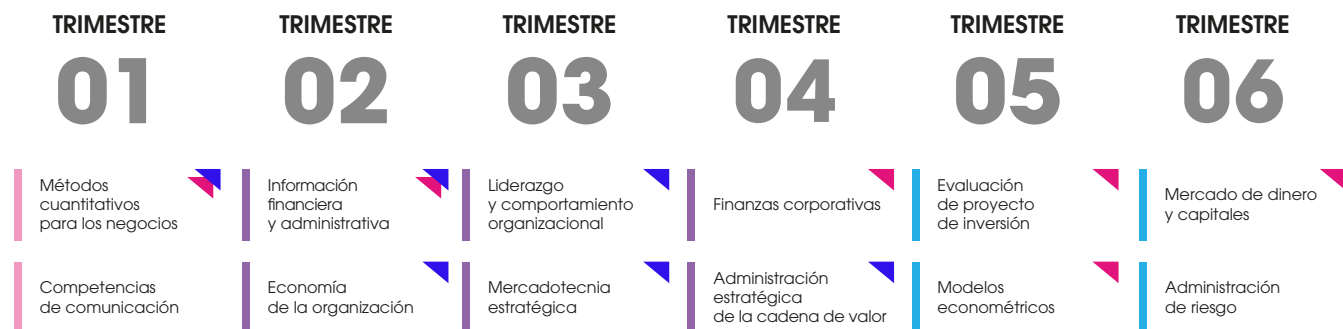 TRIMESTRE
01
TRIMESTRE
02
TRIMESTRE
03
TRIMESTRE
04
TRIMESTRE
05
TRIMESTRE
06
Métodos
cuantitativos
para los negocios
Información
financiera
y administrativa
Liderazgo
y comportamiento
organizacional
Finanzas corporativas
Evaluación
de proyecto
de inversión
Mercado de dinero
y capitales
Competencias
de comunicación
Economía
de la organización
Mercadotecnia
estratégica
Administración
estratégica
de la cadena de valor
Modelos
econométricos
Administración
de riesgo